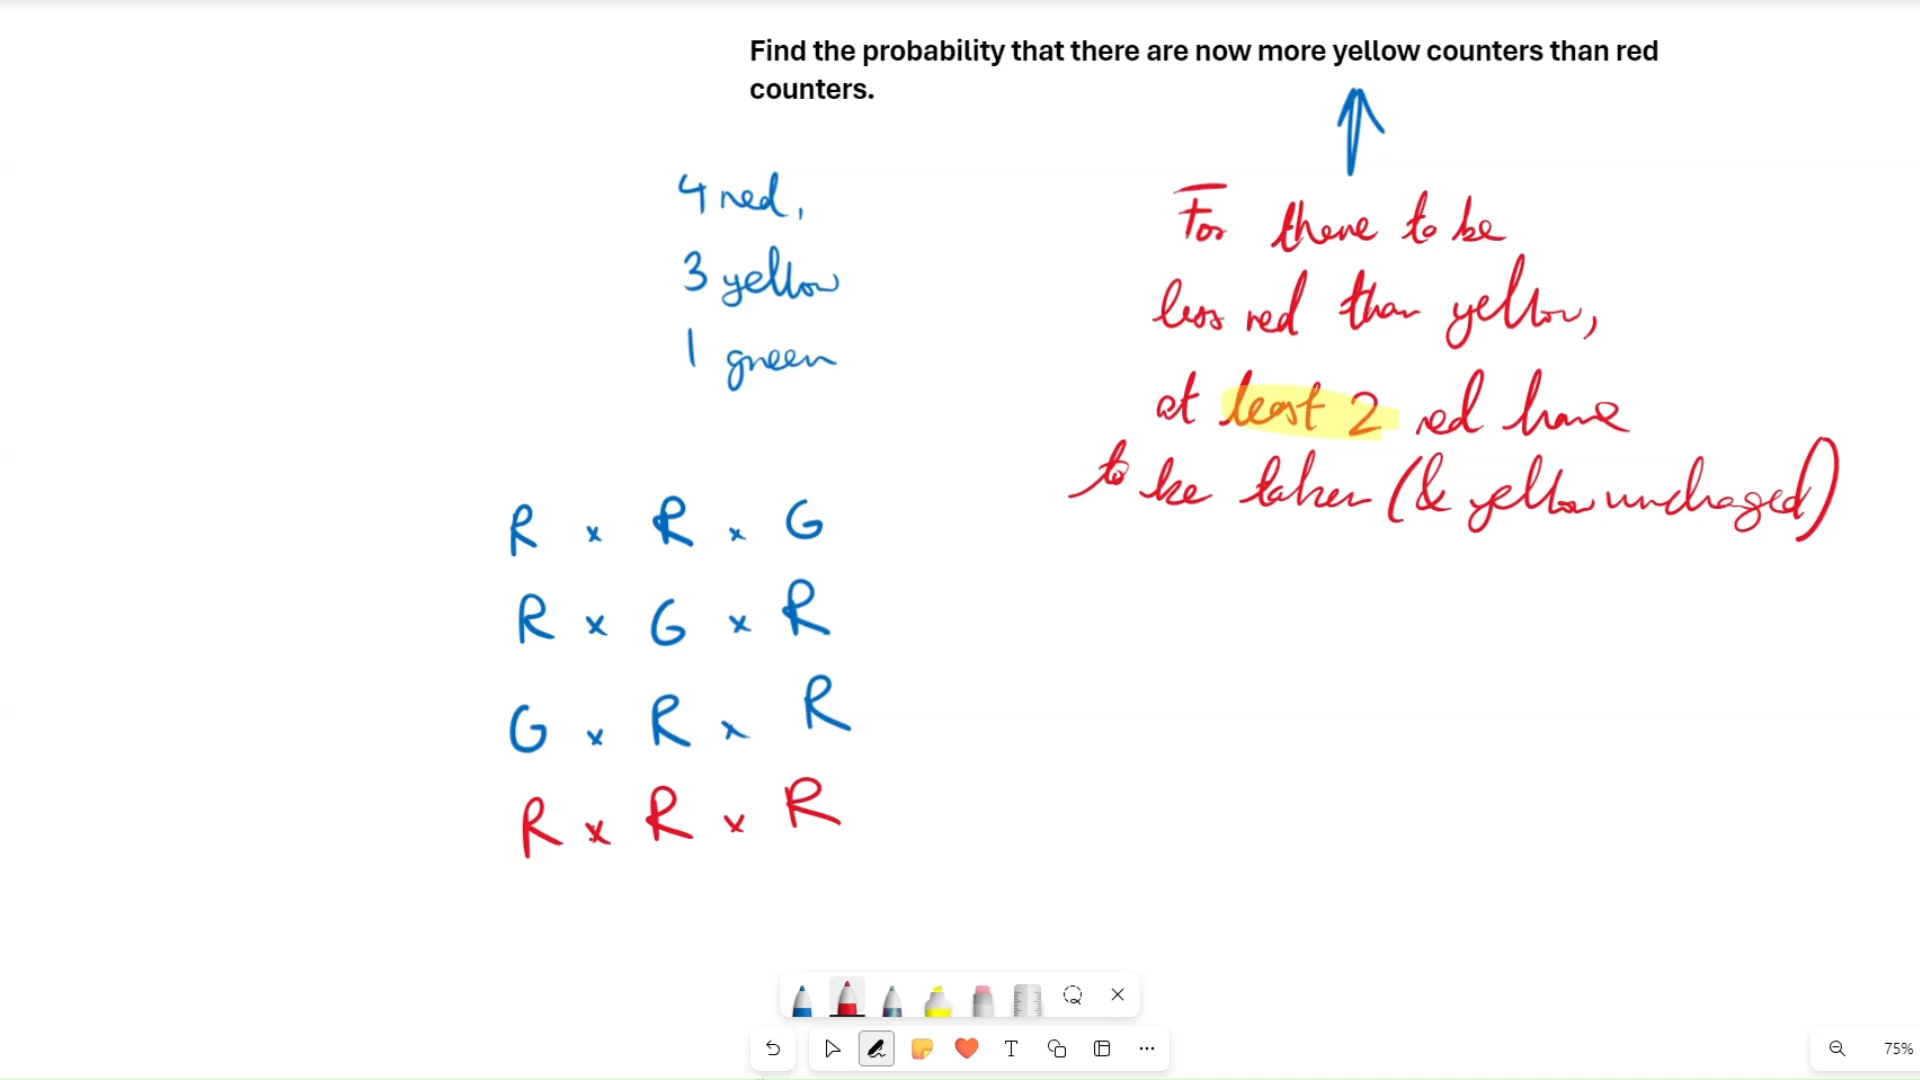 Find the probability that there are now more yellow counters than red
counters.
4 red,
3 yellow
1 green
For there to be
less red than yellow,
at least 2 red have
to be taken (& yellow unchaged)
R × R × G
R × G × R
G × R × R
R × R × R
T
75%